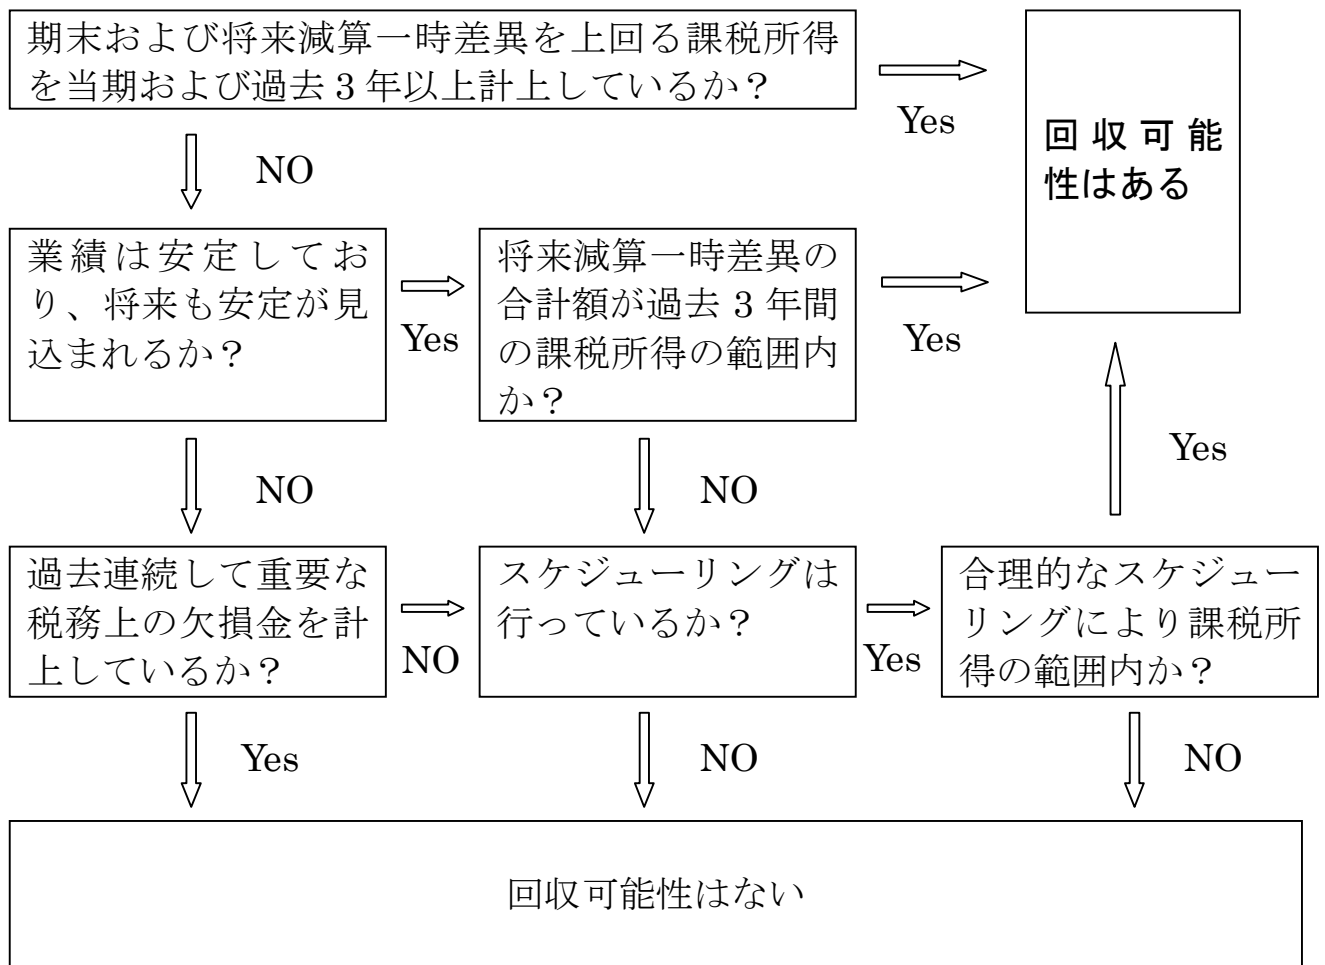 期末および将来減算一時差異を上回る課税所得
を当期および過去3年以上計上しているか？
Yes
回収可能
性はある
NO
業績は安定してお
り、将来も安定が見
込まれるか？
Yes
将来減算一時差異の
合計額が過去3年間
の課税所得の範囲内
か？
Yes
Yes
NO
NO
過去連続して重要な
税務上の欠損金を計
上しているか？
NO
スケジューリングは
行っているか？
Yes
合理的なスケジュー
リングにより課税所
得の範囲内か？
Yes
NO
NO
回収可能性はない